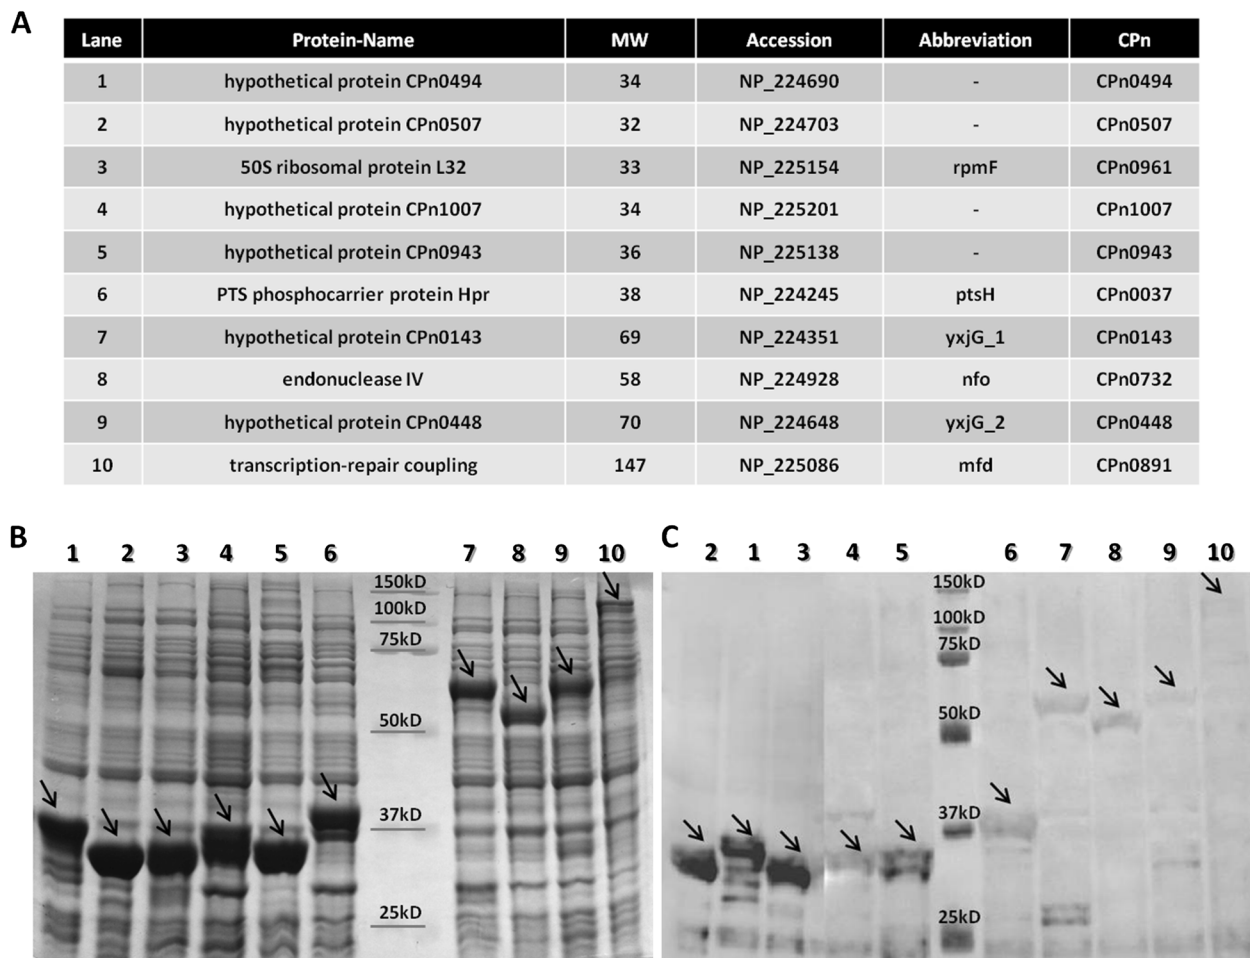 A
Lane Protein-Name MW Accession Abbreviation CPn
1 hypothetical protein CPn0494 34 NP_224690 - CPn0494
2 hypothetical protein CPn0507 32 NP_224703 - CPn0507
3 50S ribosomal protein L32 33 NP_225154 rpmF CPn0961
4 hypothetical protein CPn1007 34 NP_225201 - CPn1007
5 hypothetical protein CPn0943 36 NP_225138 - CPn0943
6 PTS phosphocarrier protein Hpr 38 NP_224245 ptsH CPn0037
7 hypothetical protein CPn0143 69 NP_224351 yxjG_1 CPn0143
8 endonuclease IV 58 NP_224928 nfo CPn0732
9 hypothetical protein CPn0448 70 NP_224648 yxjG_2 CPn0448
10 transcription-repair coupling 147 NP_225086 mfd CPn0891
B
1 2 3 4 5 6 7 8 9 10
150kD
100kD
75kD
50kD
37kD
25kD
C
2 1 3 4 5 6 7 8 9 10
150kD
100kD
75kD
50kD
37kD
25kD